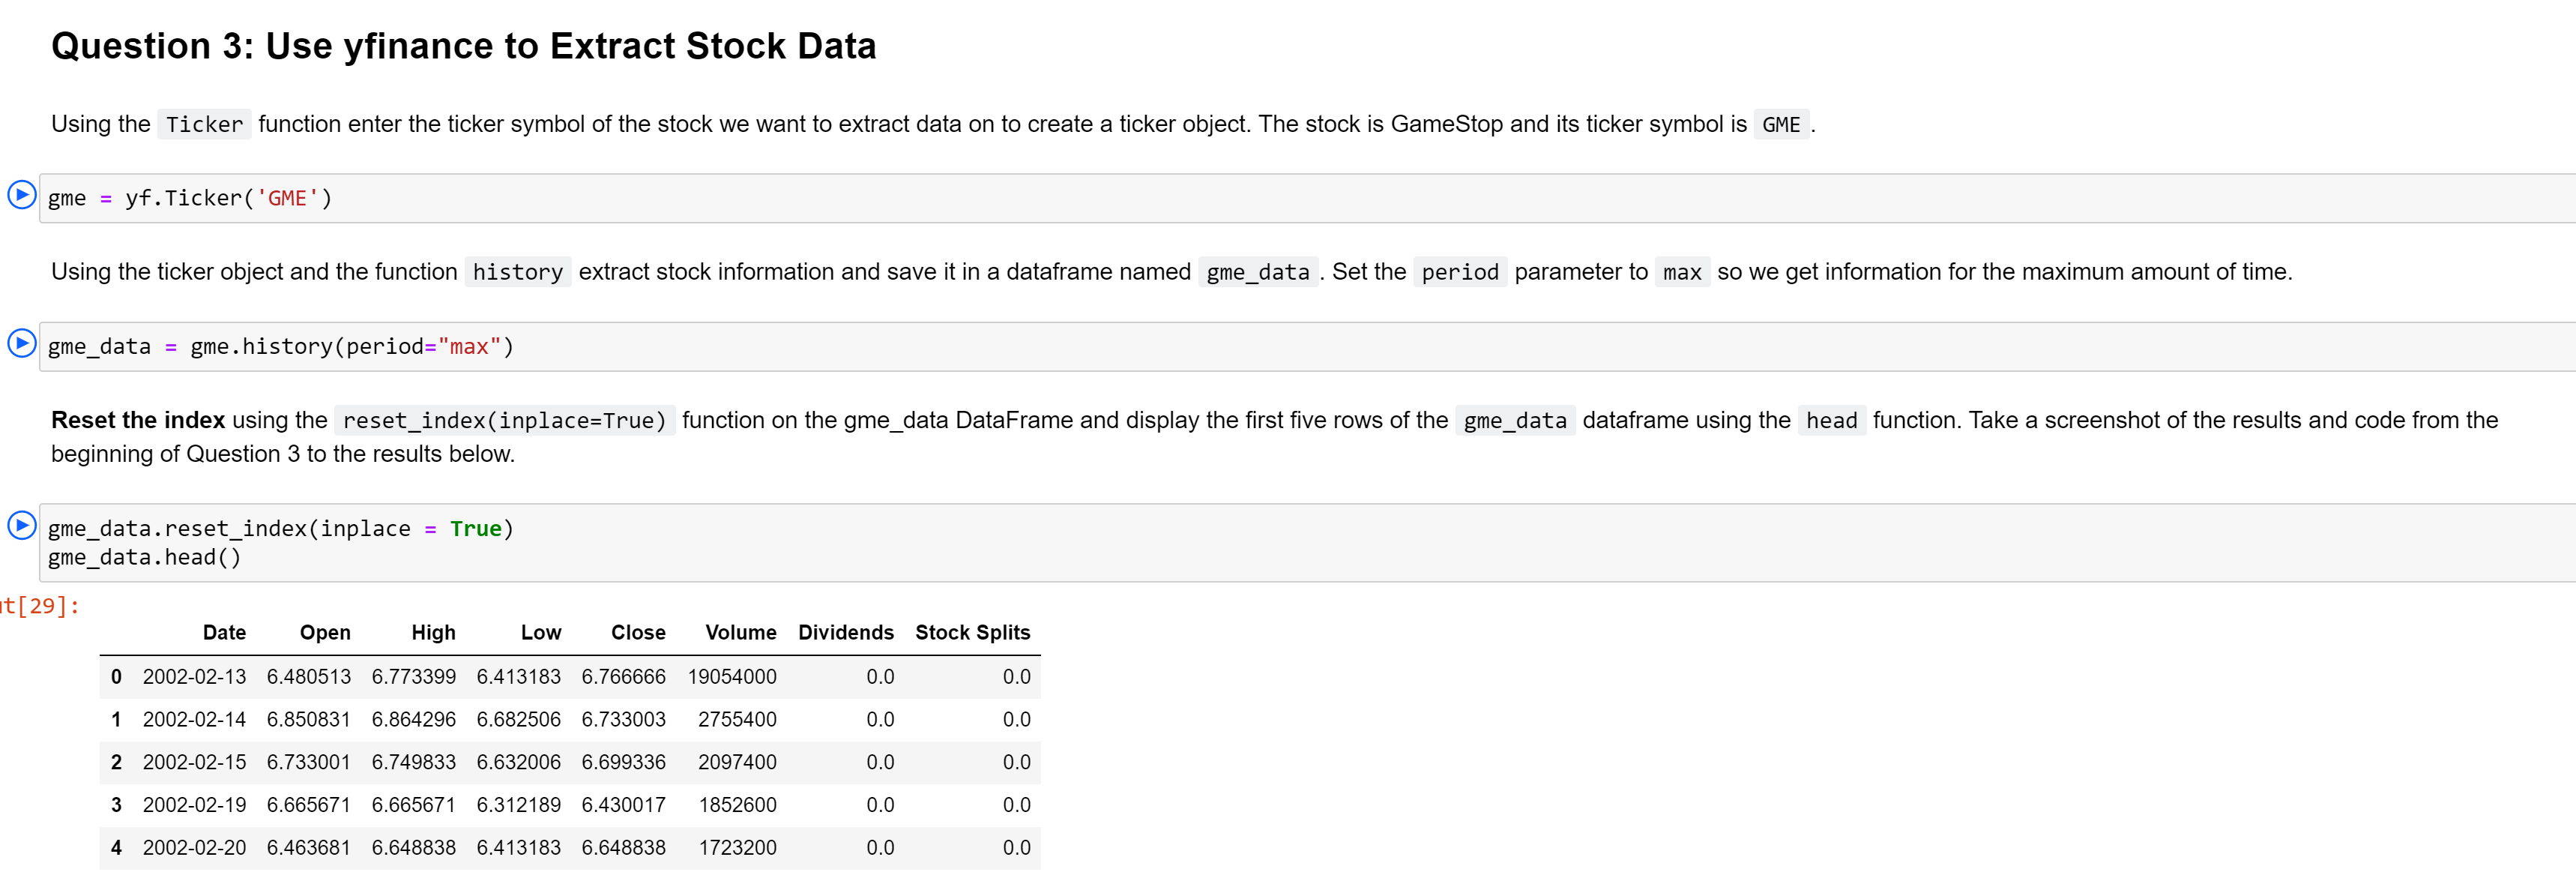 Question 3: Use yfinance to Extract Stock Data
Using the Ticker function enter the ticker symbol of the stock we want to extract data on to create a ticker object. The stock is GameStop and its ticker symbol is GME .
gme = yf.Ticker('GME')
Using the ticker object and the function history extract stock information and save it in a dataframe named gme_data . Set the period parameter to max so we get information for the maximum amount of time.
gme_data = gme.history(period="max")
Reset the index using the reset_index(inplace=True) function on the gme_data DataFrame and display the first five rows of the gme_data dataframe using the head function. Take a screenshot of the results and code from the
beginning of Question 3 to the results below.
gme_data.reset_index(inplace = True)
gme_data.head()
ut[29]:
Date Open High Low Close Volume Dividends Stock Splits
0 2002-02-13 6.480513 6.773399 6.413183 6.766666 19054000 0.0 0.0
1 2002-02-14 6.850831 6.864296 6.682506 6.733003 2755400 0.0 0.0
2 2002-02-15 6.733001 6.749833 6.632006 6.699336 2097400 0.0 0.0
3 2002-02-19 6.665671 6.665671 6.312189 6.430017 1852600 0.0 0.0
4 2002-02-20 6.463681 6.648838 6.413183 6.648838 1723200 0.0 0.0